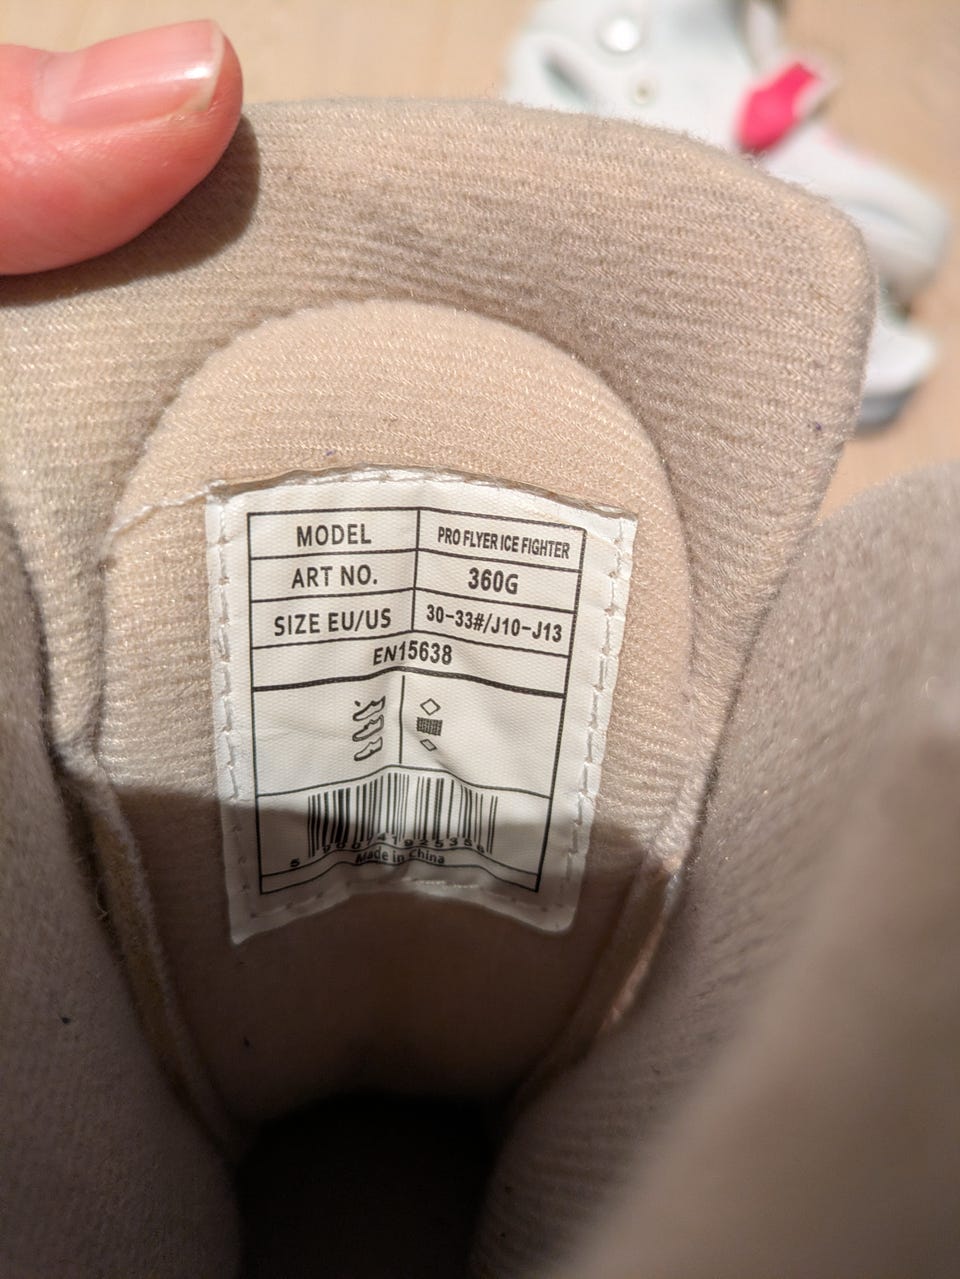 MODEL PRO FLYER ICE FIGHTER
ART NO. 360G
SIZE EU/US 30-33#/J10-J13
EN15638
Made in China